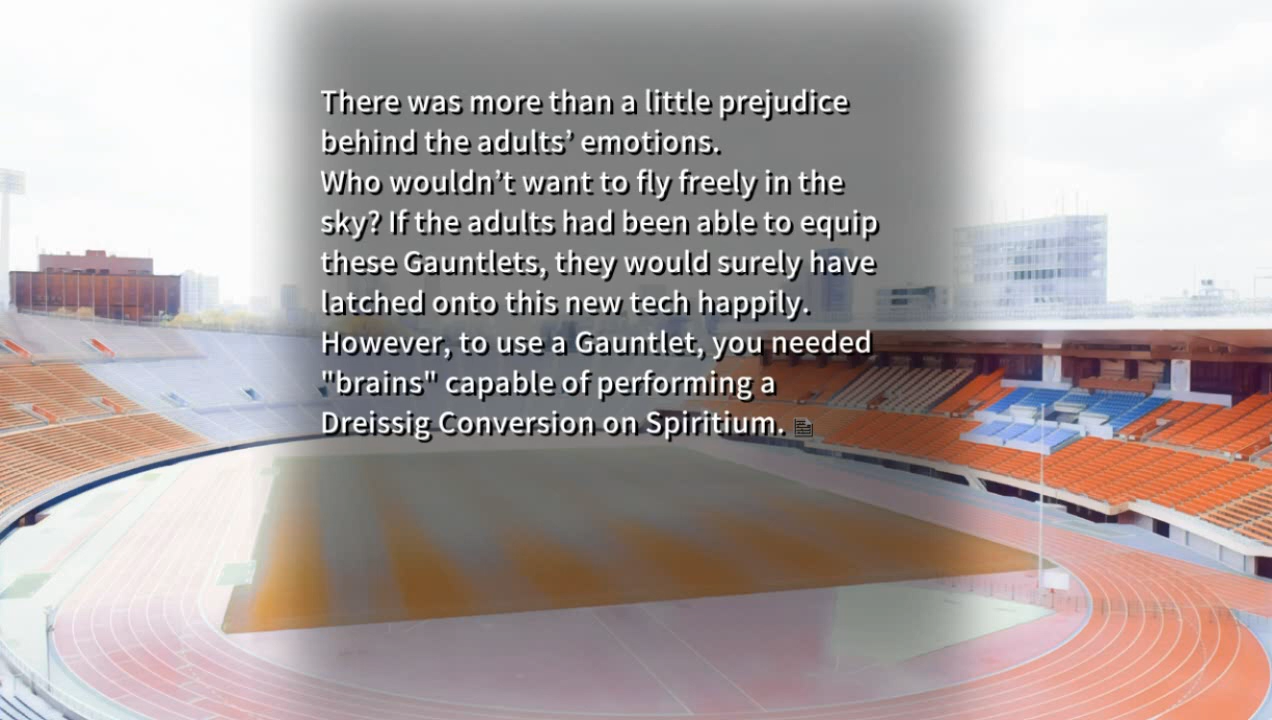 There was more than a little prejudice
behind the adults’ emotions.
Who wouldn’t want to fly freely in the
sky? If the adults had been able to equip
these Gauntlets, they would surely have
latched onto this new tech happily.
However, to use a Gauntlet, you needed
"brains" capable of performing a
Dreissig Conversion on Spiritium.